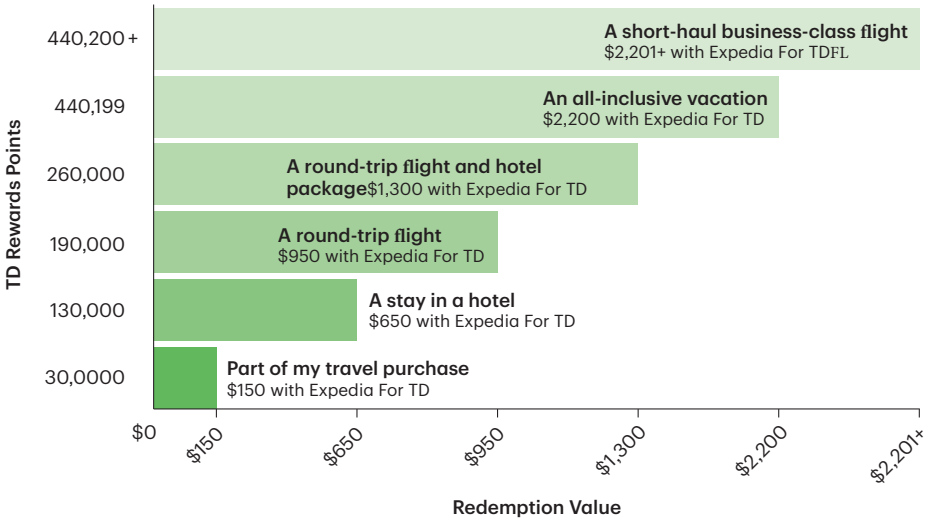 TD Rewards Points
440,200+
A short-haul business-class flight
$2,201+ with Expedia For TDFL
440,199
An all-inclusive vacation
$2,200 with Expedia For TD
260,000
A round-trip flight and hotel
package$1,300 with Expedia For TD
190,000
A round-trip flight
$950 with Expedia For TD
130,000
A stay in a hotel
$650 with Expedia For TD
30,0000
Part of my travel purchase
$150 with Expedia For TD
$0
$150
$650
$950
$1,300
$2,200
$2,201+
Redemption Value